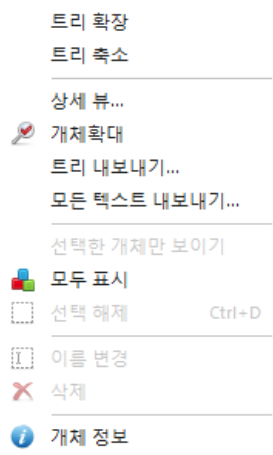 트리 확장
트리 축소
상세 뷰...
개체확대
트리 내보내기...
모든 텍스트 내보내기...
선택한 개체만 보이기
모두 표시
선택 해제 Ctrl+D
이름 변경
삭제
개체 정보